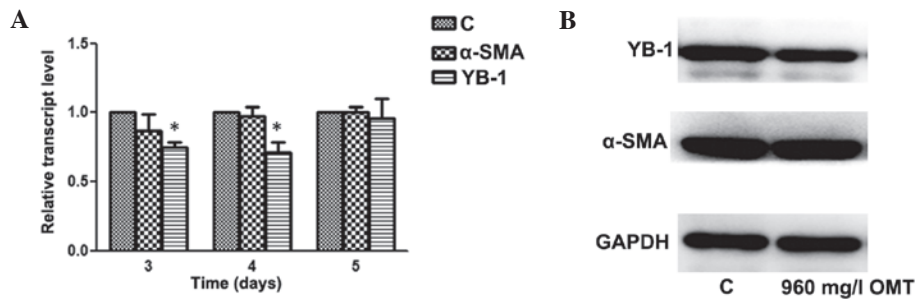 A
C
α-SMA
YB-1
1.5
1.0
0.5
0.0
Relative transcript level
*
*
3
4
5
Time (days)
B
YB-1
α-SMA
GAPDH
C
960 mg/l OMT